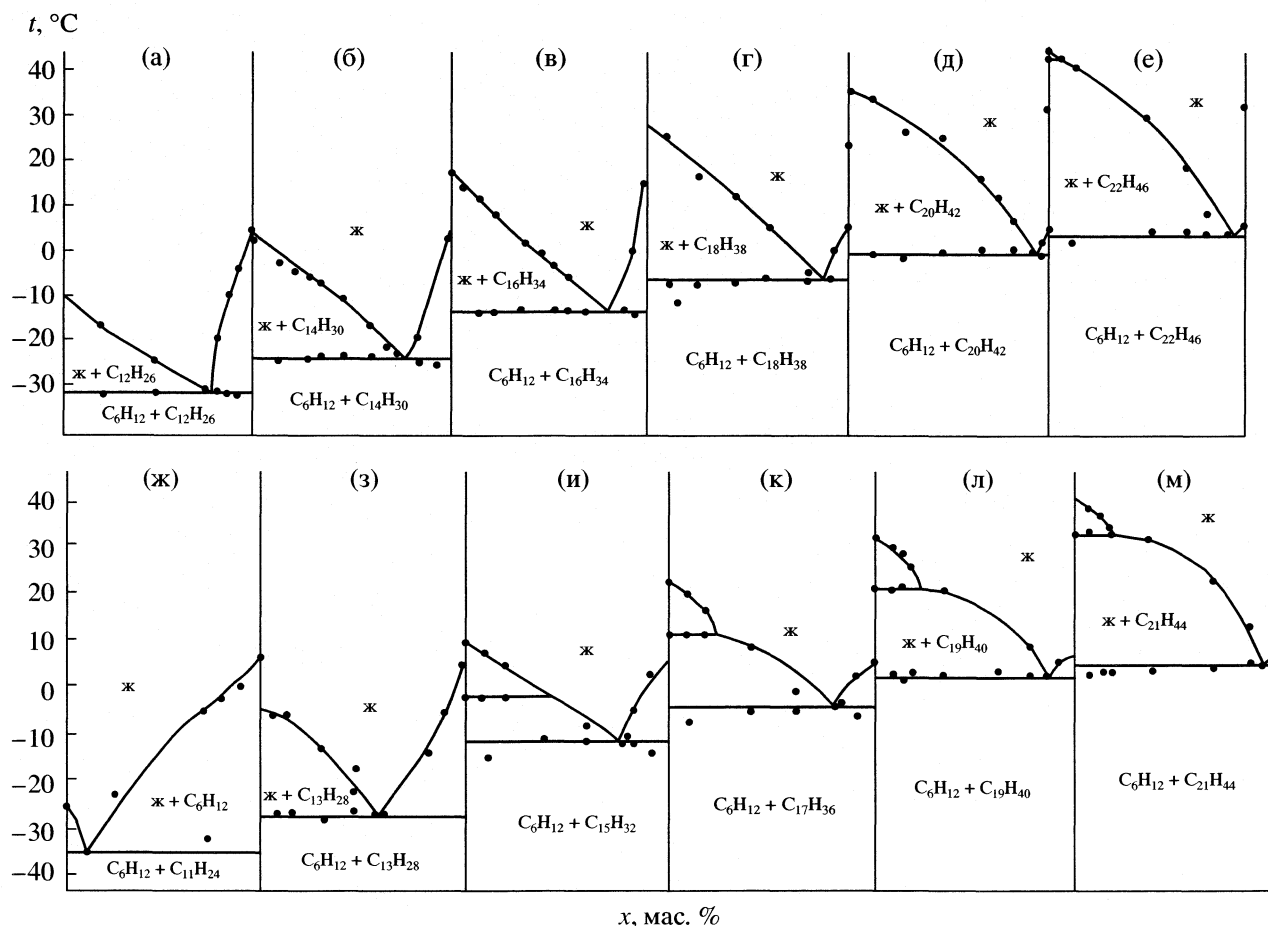 t, °C
(а) (б) (в) (г) (д) (е)
40
30
20
10
0
−10
−20
−30
ж
ж
ж
ж
ж
ж + C₁₂H₂₆
ж + C₁₄H₃₀
ж + C₁₆H₃₄
ж + C₁₈H₃₈
ж + C₂₀H₄₂
ж + C₂₂H₄₆
C₆H₁₂ + C₁₂H₂₆
C₆H₁₂ + C₁₄H₃₀
C₆H₁₂ + C₁₆H₃₄
C₆H₁₂ + C₁₈H₃₈
C₆H₁₂ + C₂₀H₄₂
C₆H₁₂ + C₂₂H₄₆
(ж) (з) (и) (к) (л) (м)
40
30
20
10
0
−10
−20
−30
−40
ж
ж
ж
ж
ж
ж
ж + C₆H₁₂
ж + C₁₃H₂₈
ж + C₁₉H₄₀
ж + C₂₁H₄₄
C₆H₁₂ + C₁₁H₂₄
C₆H₁₂ + C₁₃H₂₈
C₆H₁₂ + C₁₅H₃₂
C₆H₁₂ + C₁₇H₃₆
C₆H₁₂ + C₁₉H₄₀
C₆H₁₂ + C₂₁H₄₄
x, мас. %